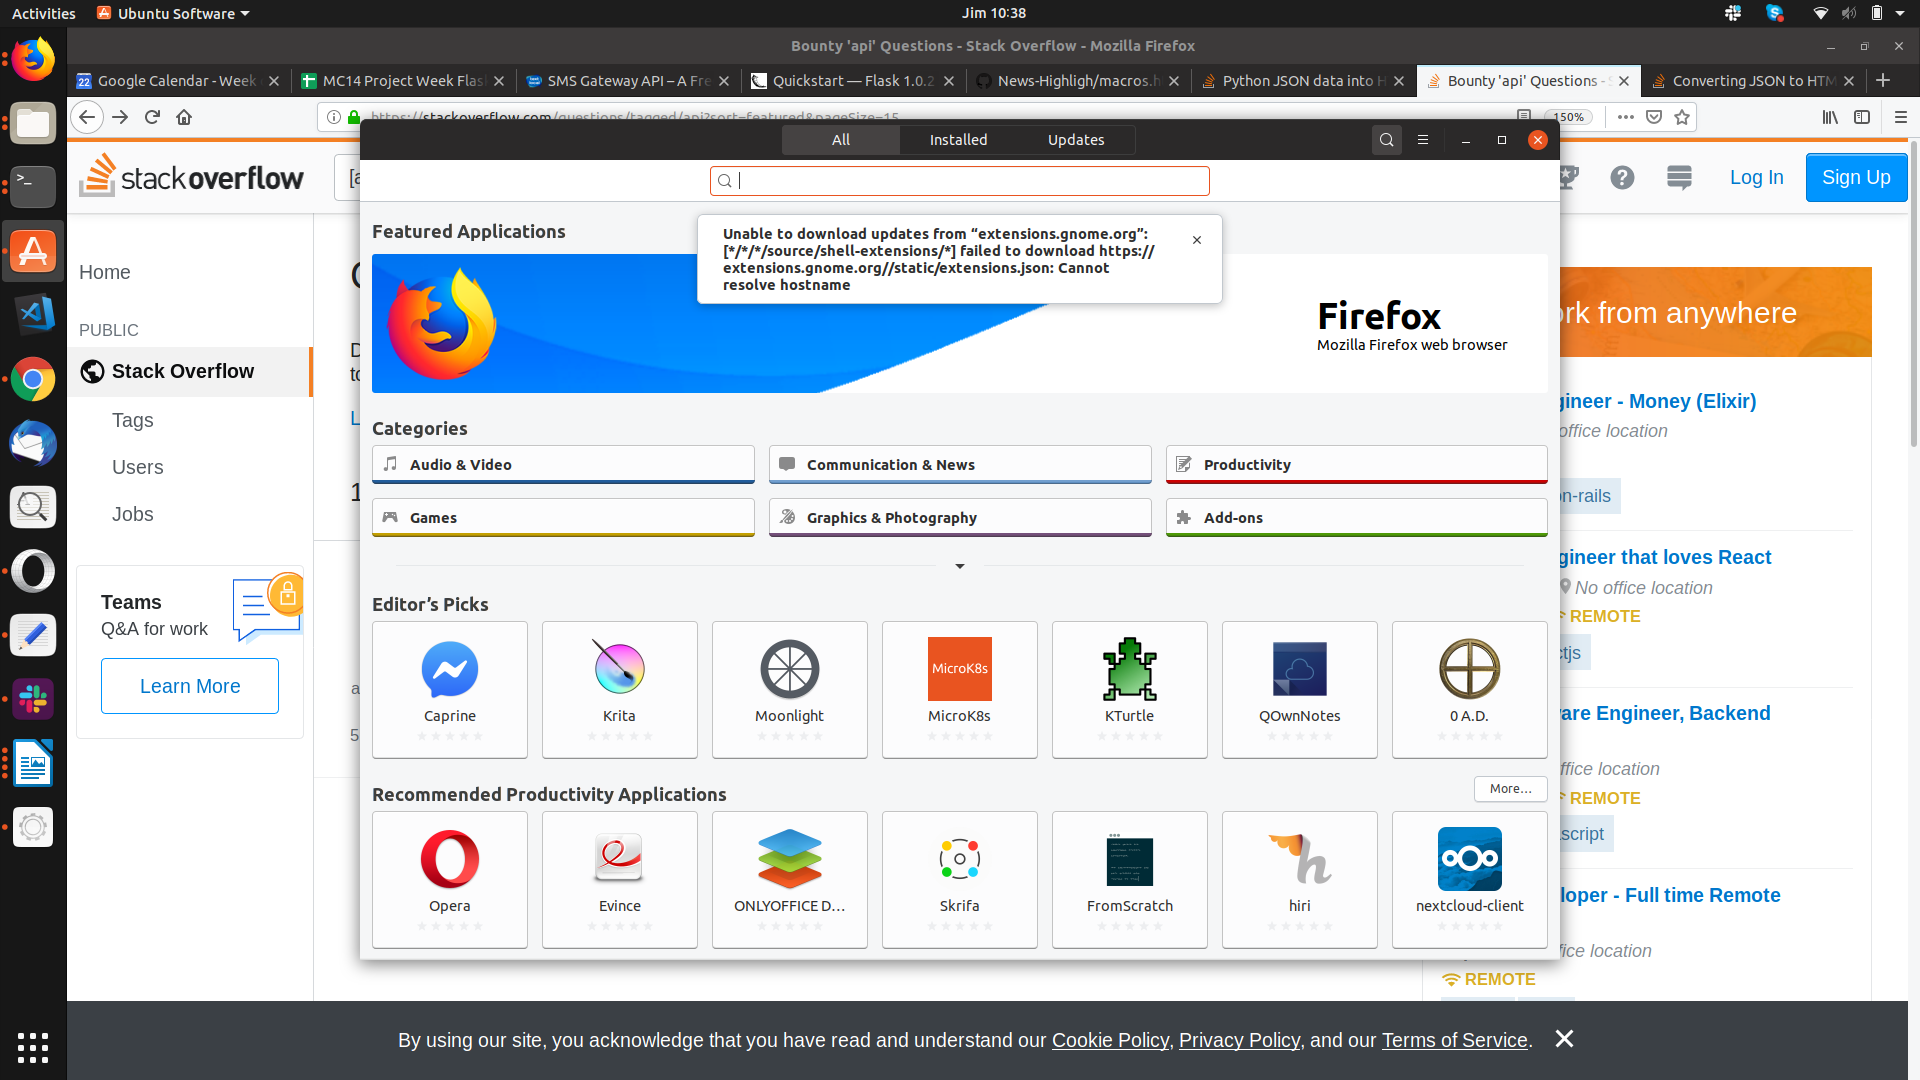 Activities
Ubuntu Software
Jim 10:38
Bounty 'api' Questions - Stack Overflow - Mozilla Firefox
Google Calendar - Week
MC14 Project Week Flas
SMS Gateway API – A Fre
Quickstart — Flask 1.0.2
News-Highligh/macros.h
Python JSON data into H
Bounty 'api' Questions -
Converting JSON to HTM
https://stackoverflow.com/questions/tagged/api?sort=featured&pageSize=15
150%
All
Installed
Updates
stackoverflow
[a
Log In
Sign Up
Home
PUBLIC
Stack Overflow
Tags
Users
Jobs
Teams
Q&A for work
Learn More
Featured Applications
Unable to download updates from “extensions.gnome.org”:
[*/*/*/source/shell-extensions/*] failed to download https://
extensions.gnome.org//static/extensions.json: Cannot
resolve hostname
Firefox
Mozilla Firefox web browser
Categories
Audio & Video
Communication & News
Productivity
Games
Graphics & Photography
Add-ons
Editor’s Picks
Caprine
Krita
Moonlight
MicroK8s
MicroK8s
KTurtle
QOwnNotes
0 A.D.
Recommended Productivity Applications
More…
Opera
Evince
ONLYOFFICE D…
Skrifa
FromScratch
hiri
nextcloud-client
rk from anywhere
gineer - Money (Elixir)
office location
on-rails
gineer that loves React
No office location
REMOTE
ctjs
are Engineer, Backend
ffice location
REMOTE
script
loper - Full time Remote
fice location
REMOTE
By using our site, you acknowledge that you have read and understand our Cookie Policy, Privacy Policy, and our Terms of Service.